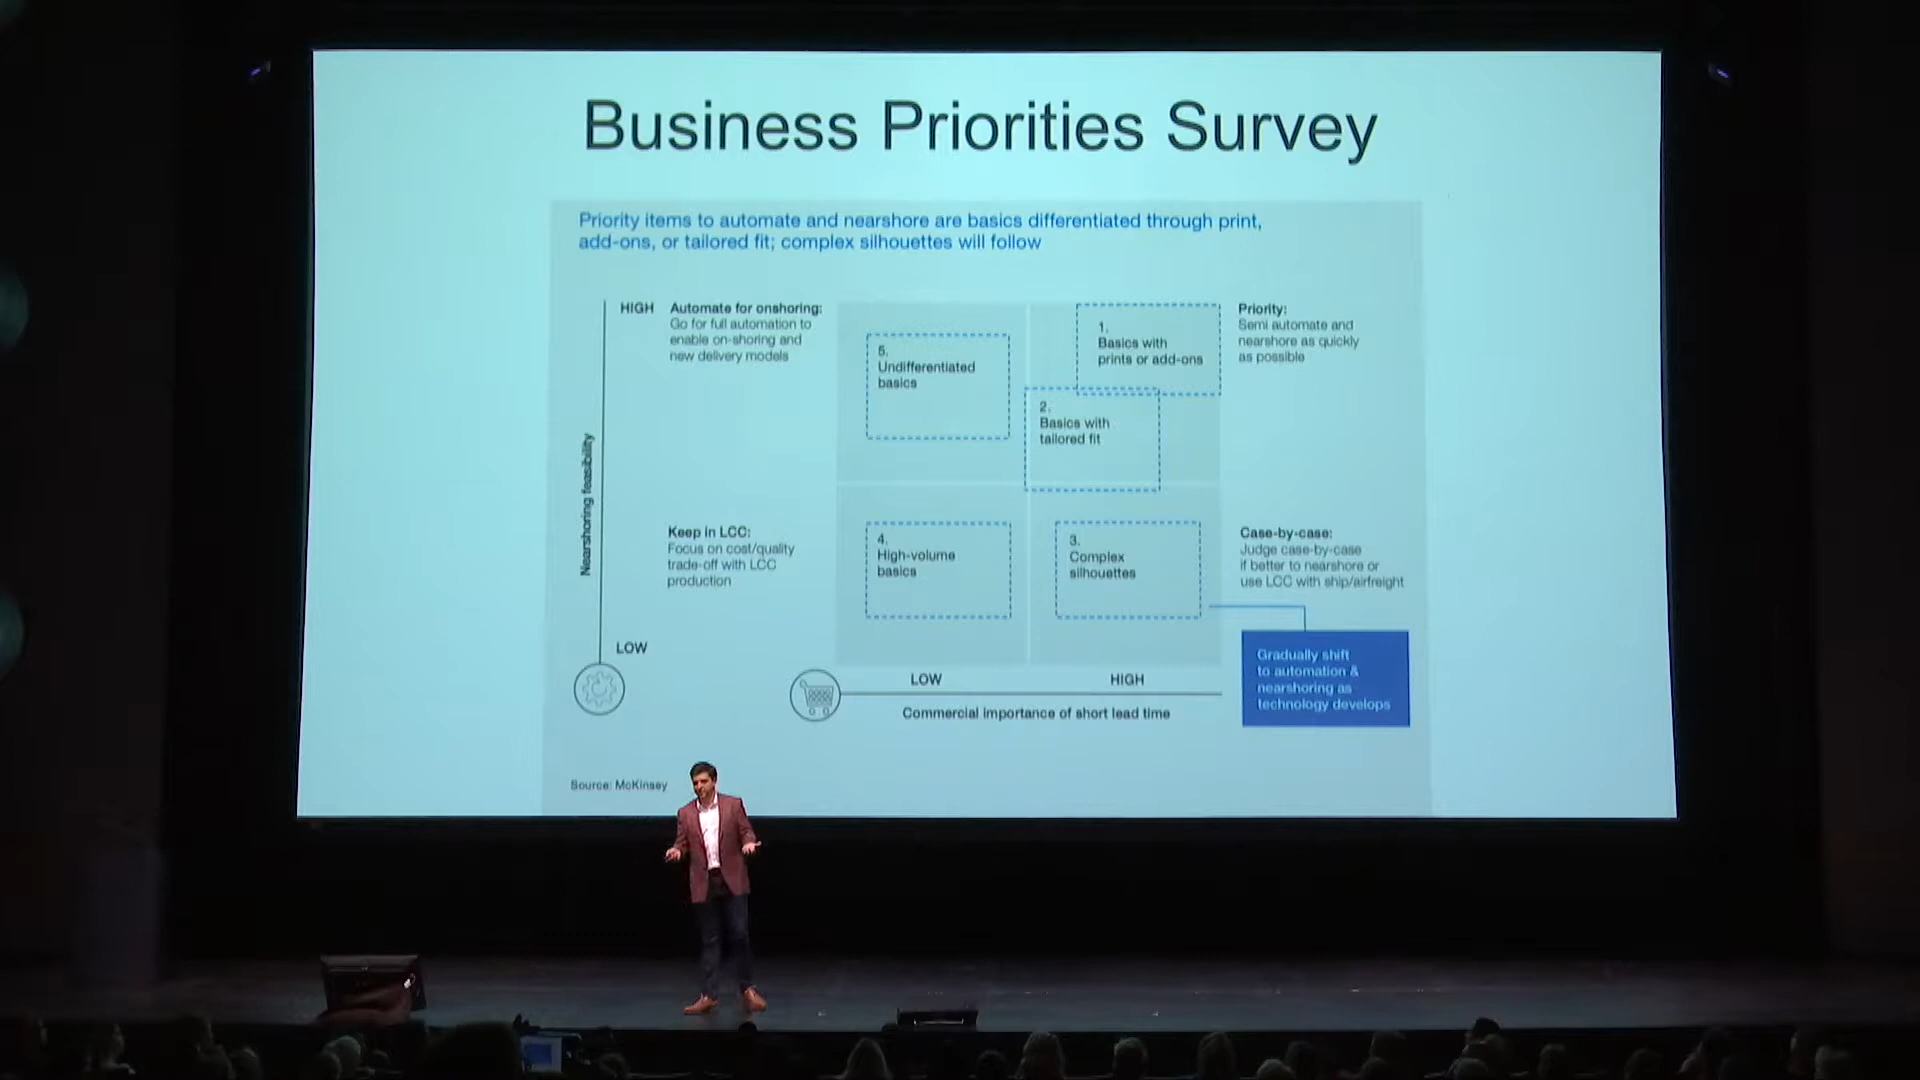 Business Priorities Survey
Priority items to automate and nearshore are basics differentiated through print,
add-ons, or tailored fit; complex silhouettes will follow
HIGH
Automate for onshoring:
Go for full automation to
enable on-shoring and
new delivery models
5.
Undifferentiated
basics
1.
Basics with
prints or add-ons
Priority:
Semi automate and
nearshore as quickly
as possible
2.
Basics with
tailored fit
Nearshoring feasibility
Keep in LCC:
Focus on cost/quality
trade-off with LCC
production
4.
High-volume
basics
3.
Complex
silhouettes
Case-by-case:
Judge case-by-case
if better to nearshore or
use LCC with ship/airfreight
LOW
Gradually shift
to automation &
nearshoring as
technology develops
LOW
HIGH
Commercial importance of short lead time
Source: McKinsey